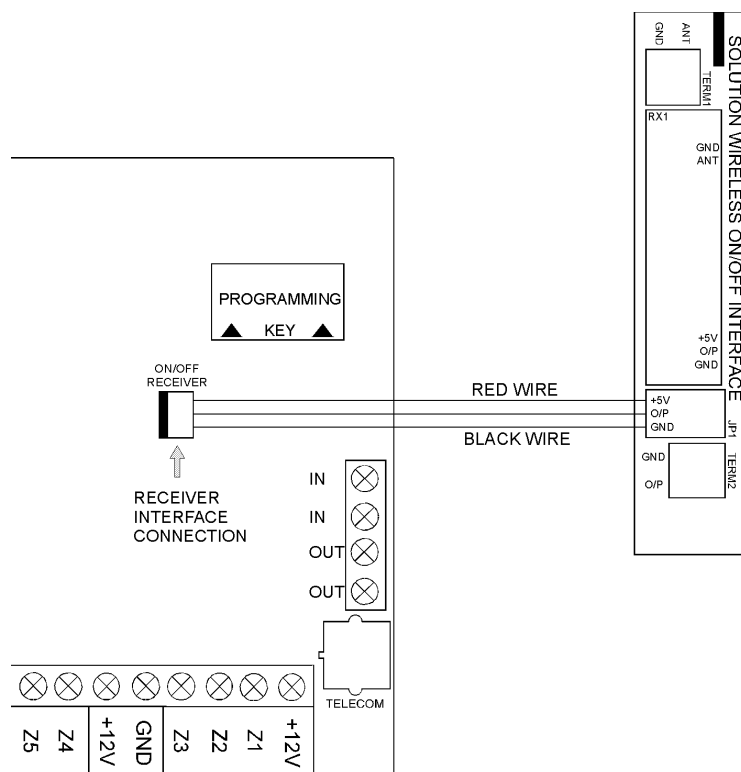 GND
ANT
TERM1
SOLUTION WIRELESS ON/OFF INTERFACE
RX1
GND
ANT
+5V
O/P
GND
PROGRAMMING
KEY
ON/OFF
RECEIVER
RED WIRE
BLACK WIRE
+5V
O/P
GND
JP1
GND
O/P
TERM2
RECEIVER
INTERFACE
CONNECTION
IN
IN
OUT
OUT
TELECOM
Z5
Z4
+12V
GND
Z3
Z2
Z1
+12V